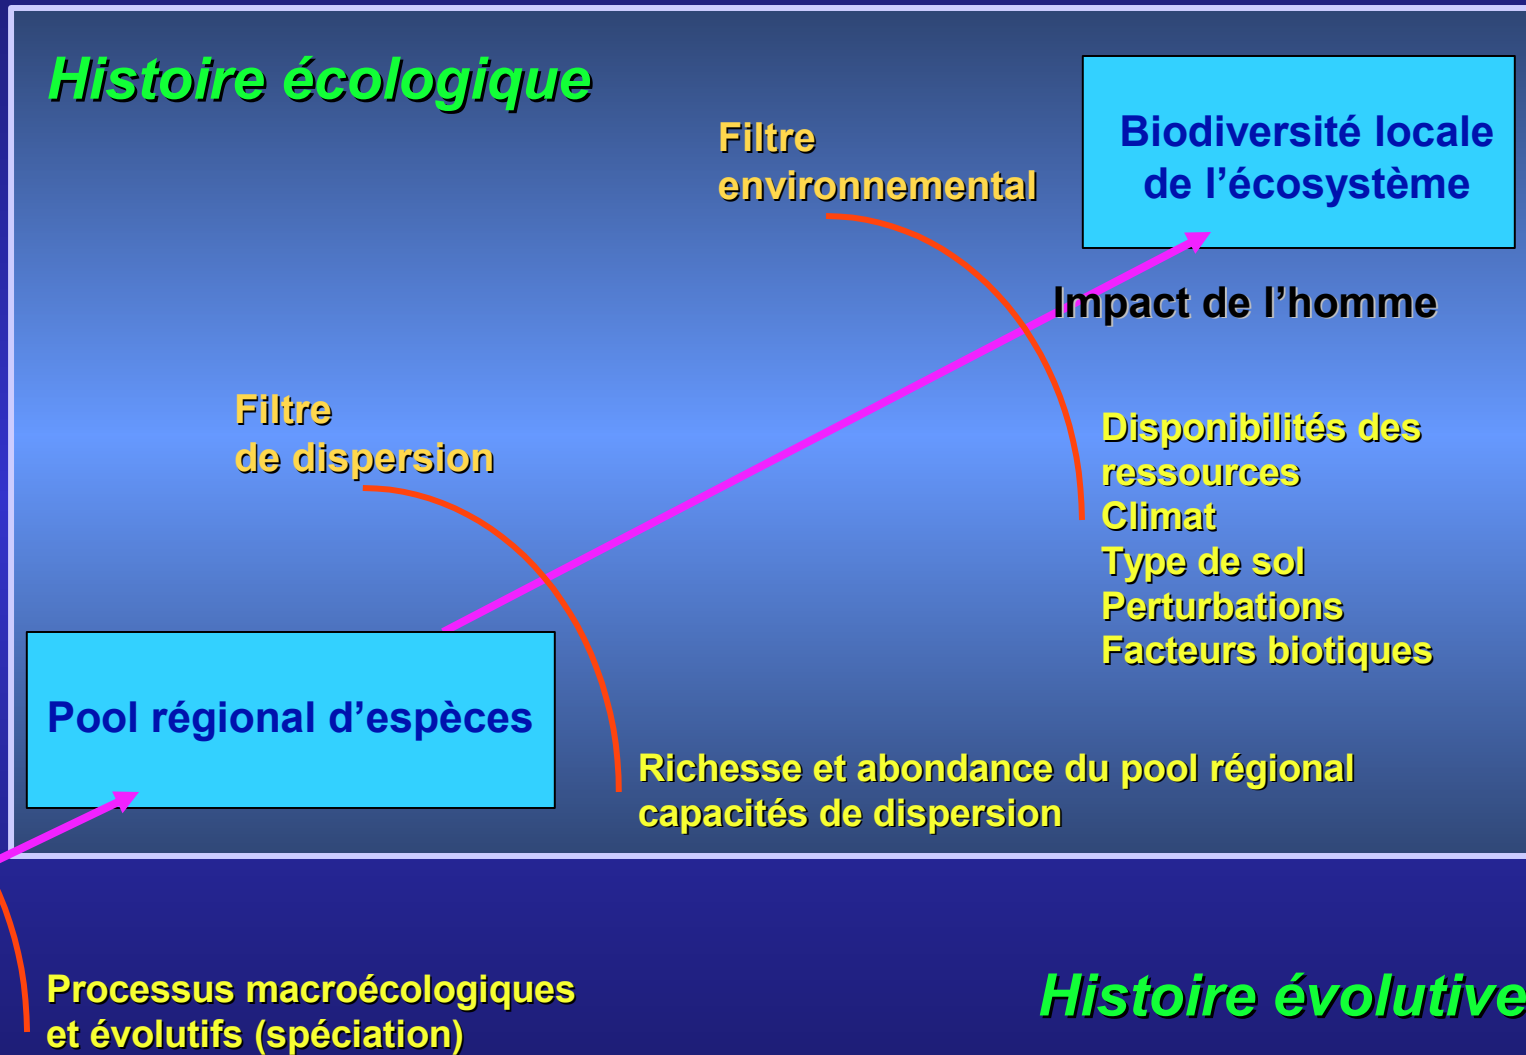 Histoire écologique
Filtre
environnemental
Biodiversité locale
de l’écosystème
Impact de l’homme
Filtre
de dispersion
Disponibilités des
ressources
Climat
Type de sol
Perturbations
Facteurs biotiques
Pool régional d’espèces
Richesse et abondance du pool régional
capacités de dispersion
Processus macroécologiques
et évolutifs (spéciation)
Histoire évolutive